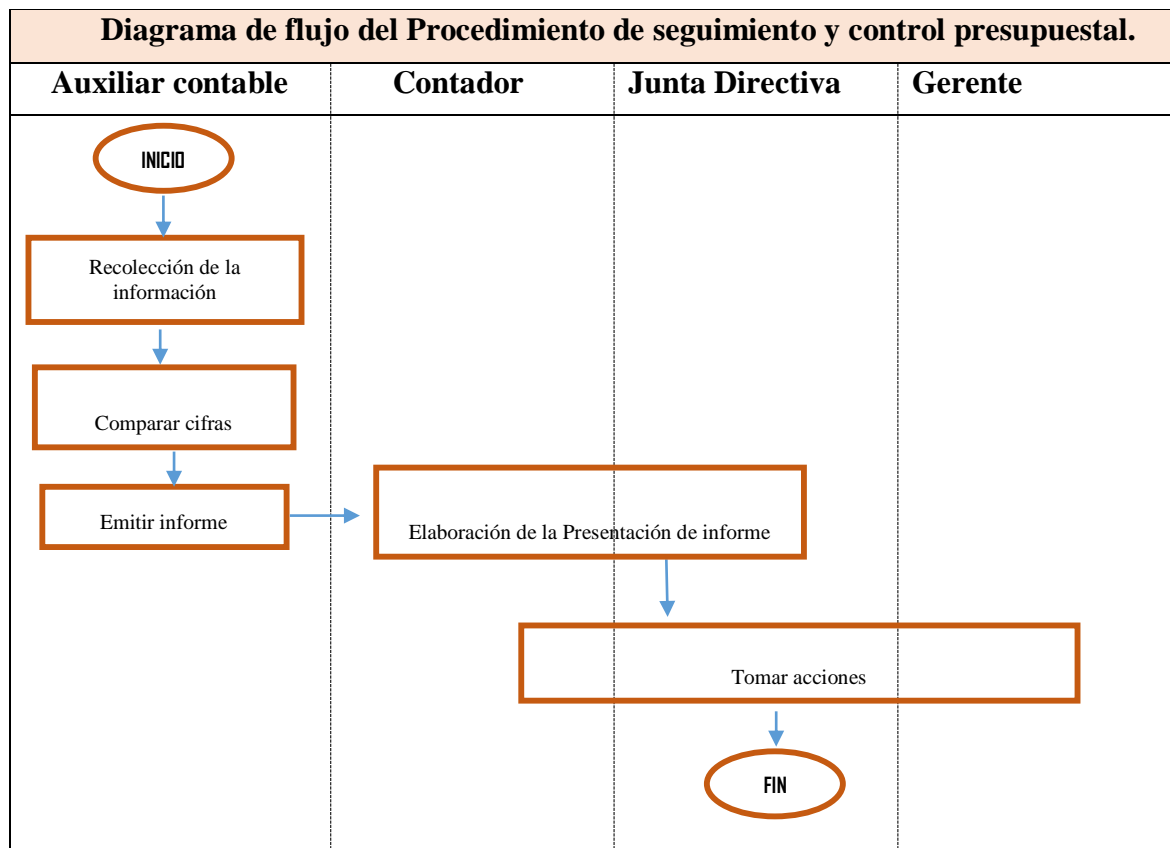 Diagrama de flujo del Procedimiento de seguimiento y control presupuestal.
Auxiliar contable Contador Junta Directiva Gerente
INICIO
Recolección de la
información
Comparar cifras
Emitir informe
Elaboración de la Presentación de informe
Tomar acciones
FIN